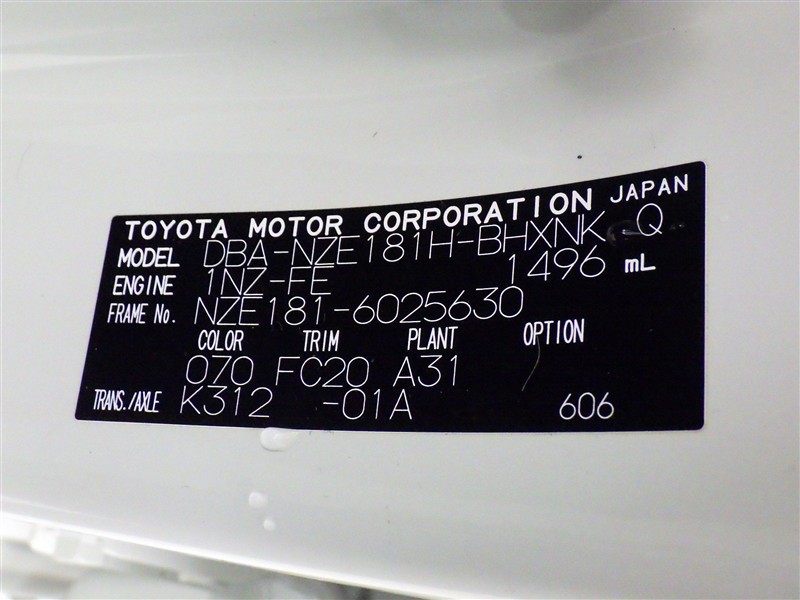 TOYOTA MOTOR CORPORATION JAPAN
MODEL DBA-NZE181H-BHXNK Q
ENGINE 1NZ-FE 1496 mL
FRAME No. NZE181-6025630
COLOR TRIM PLANT OPTION
070 FC20 A31
TRANS./AXLE K312 -01A 606